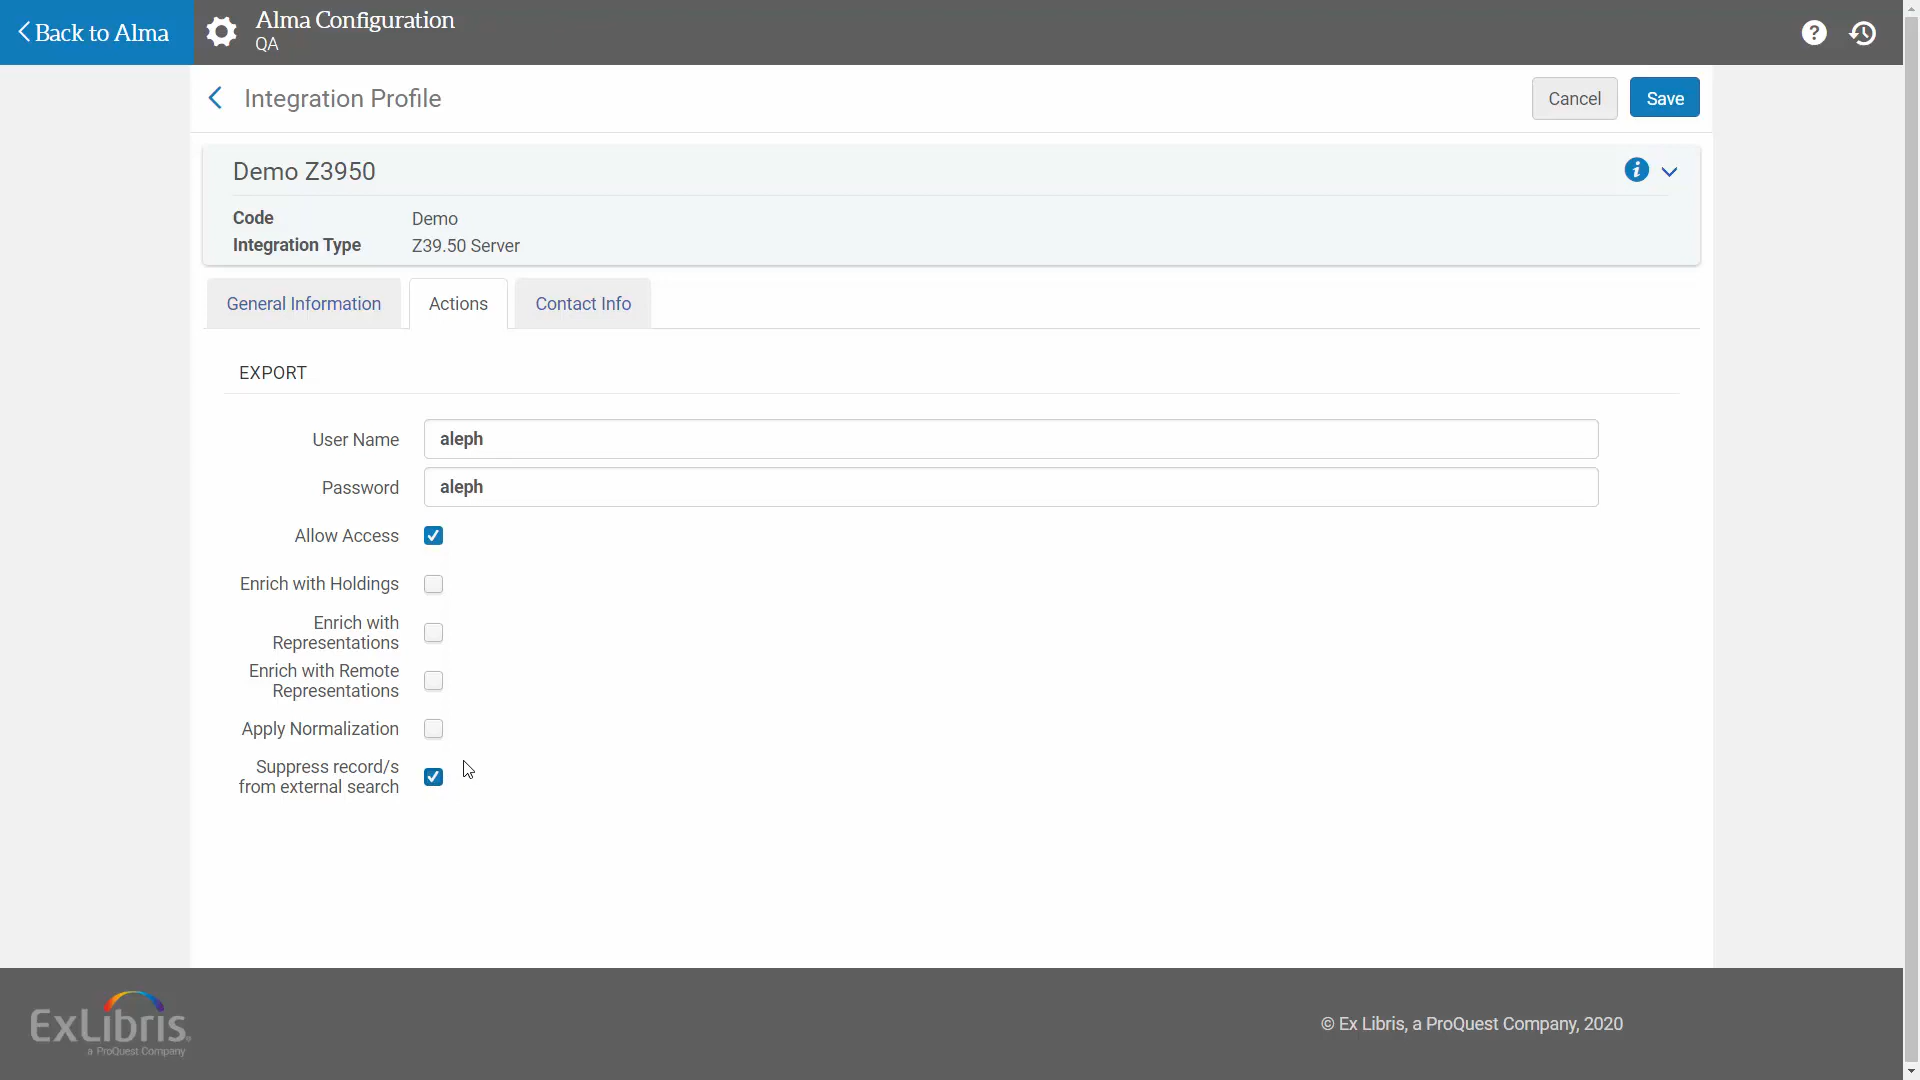 Back to Alma
Alma Configuration
QA
?
Integration Profile
Cancel
Save
Demo Z3950
i
Code Demo
Integration Type Z39.50 Server
General Information
Actions
Contact Info
EXPORT
User Name aleph
Password aleph
Allow Access
Enrich with Holdings
Enrich with
Representations
Enrich with Remote
Representations
Apply Normalization
Suppress record/s
from external search
ExLibris
a ProQuest Company
© Ex Libris, a ProQuest Company, 2020